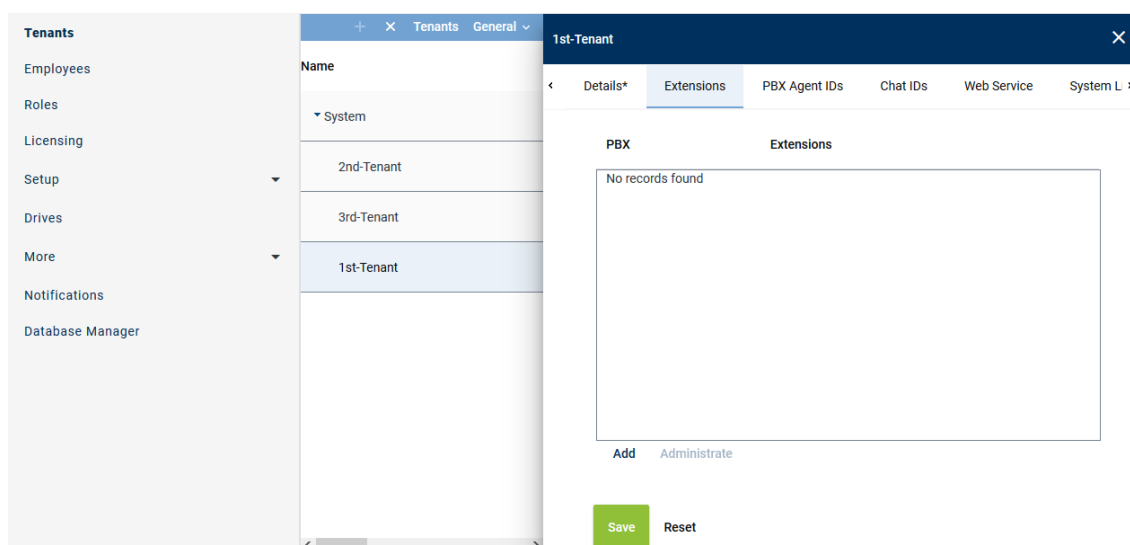 Tenants
Employees
Roles
Licensing
Setup
Drives
More
Notifications
Database Manager
Tenants General
Name
System
2nd-Tenant
3rd-Tenant
1st-Tenant
1st-Tenant
Details* Extensions PBX Agent IDs Chat IDs Web Service System
PBX Extensions
No records found
Add Administrate
Save Reset